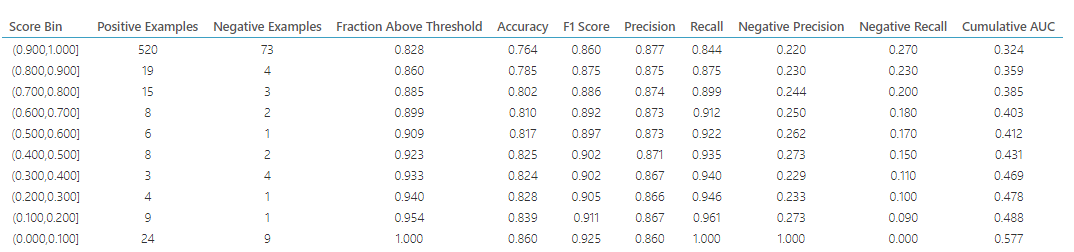 Score Bin Positive Examples Negative Examples Fraction Above Threshold Accuracy F1 Score Precision Recall Negative Precision Negative Recall Cumulative AUC
(0.900,1.000] 520 73 0.828 0.764 0.860 0.877 0.844 0.220 0.270 0.324
(0.800,0.900] 19 4 0.860 0.785 0.875 0.875 0.875 0.230 0.230 0.359
(0.700,0.800] 15 3 0.885 0.802 0.886 0.874 0.899 0.244 0.200 0.385
(0.600,0.700] 8 2 0.899 0.810 0.892 0.873 0.912 0.250 0.180 0.403
(0.500,0.600] 6 1 0.909 0.817 0.897 0.873 0.922 0.262 0.170 0.412
(0.400,0.500] 8 2 0.923 0.825 0.902 0.871 0.935 0.273 0.150 0.431
(0.300,0.400] 3 4 0.933 0.824 0.902 0.867 0.940 0.229 0.110 0.469
(0.200,0.300] 4 1 0.940 0.828 0.905 0.866 0.946 0.233 0.100 0.478
(0.100,0.200] 9 1 0.954 0.839 0.911 0.867 0.961 0.273 0.090 0.488
(0.000,0.100] 24 9 1.000 0.860 0.925 0.860 1.000 1.000 0.000 0.577